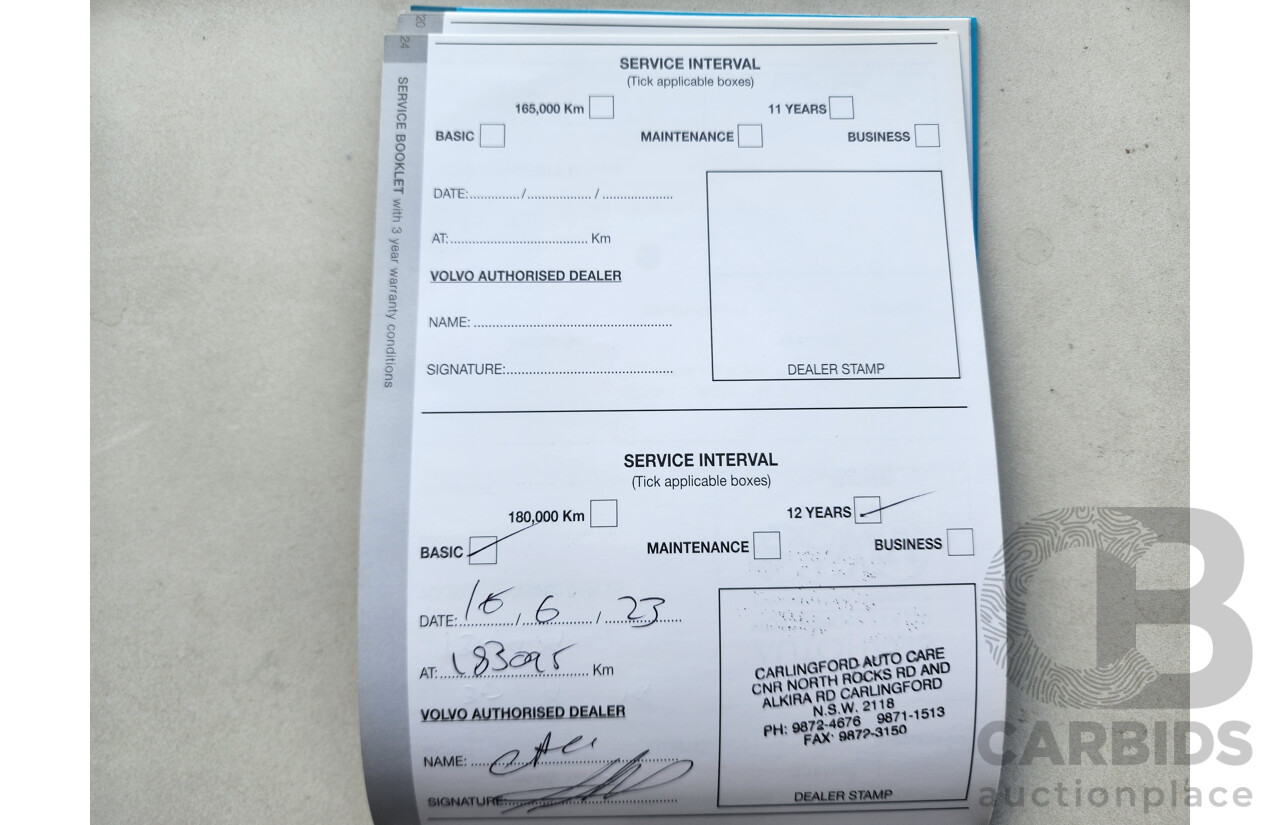 20
24
SERVICE BOOKLET with 3 year warranty conditions
SERVICE INTERVAL
(Tick applicable boxes)
165,000 Km 11 YEARS
BASIC MAINTENANCE BUSINESS
DATE:............/................/..................
AT:................................... Km
VOLVO AUTHORISED DEALER
NAME: ..................................................
SIGNATURE:..........................................
DEALER STAMP
SERVICE INTERVAL
(Tick applicable boxes)
180,000 Km 12 YEARS
BASIC MAINTENANCE BUSINESS
DATE: 16 / 6 / 23
AT: 183095 Km
VOLVO AUTHORISED DEALER
NAME:
SIGNATURE:
CARLINGFORD AUTO CARE
CNR NORTH ROCKS RD AND
ALKIRA RD CARLINGFORD
N.S.W. 2118
PH: 9872-4676 9871-1513
FAX: 9872-3150
DEALER STAMP
CB
CARBIDS
auctionplace